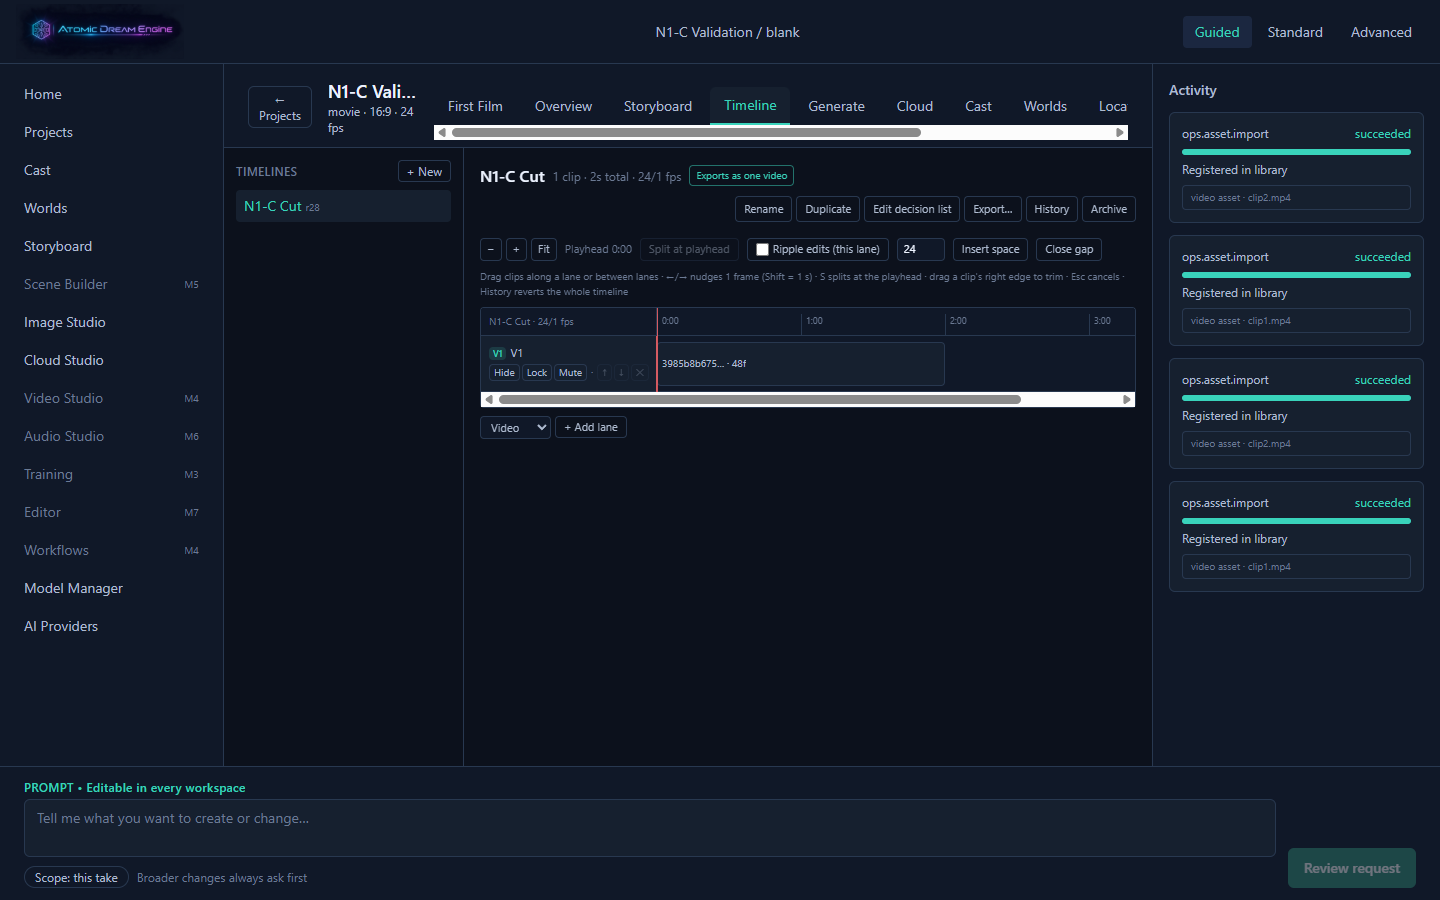 ATOMIC DREAM ENGINE
N1-C Validation / blank
Guided
Standard
Advanced
Home
Projects
Cast
Worlds
Storyboard
Scene Builder M5
Image Studio
Cloud Studio
Video Studio M4
Audio Studio M6
Training M3
Editor M7
Workflows M4
Model Manager
AI Providers
← Projects
N1-C Vali...
movie · 16:9 · 24 fps
First Film
Overview
Storyboard
Timeline
Generate
Cloud
Cast
Worlds
Loca
TIMELINES
+ New
N1-C Cut r28
N1-C Cut 1 clip · 2s total · 24/1 fps Exports as one video
Rename
Duplicate
Edit decision list
Export...
History
Archive
− + Fit Playhead 0:00 Split at playhead Ripple edits (this lane) 24 Insert space Close gap
Drag clips along a lane or between lanes · ←/→ nudges 1 frame (Shift = 1 s) · S splits at the playhead · drag a clip's right edge to trim · Esc cancels ·
History reverts the whole timeline
N1-C Cut · 24/1 fps 0:00 1:00 2:00 3:00
V1 V1
Hide Lock Mute · ↑ ↓ ✕
3985b8b675... · 48f
Video + Add lane
Activity
ops.asset.import succeeded
Registered in library
video asset · clip2.mp4
ops.asset.import succeeded
Registered in library
video asset · clip1.mp4
ops.asset.import succeeded
Registered in library
video asset · clip2.mp4
ops.asset.import succeeded
Registered in library
video asset · clip1.mp4
PROMPT • Editable in every workspace
Tell me what you want to create or change...
Scope: this take Broader changes always ask first
Review request